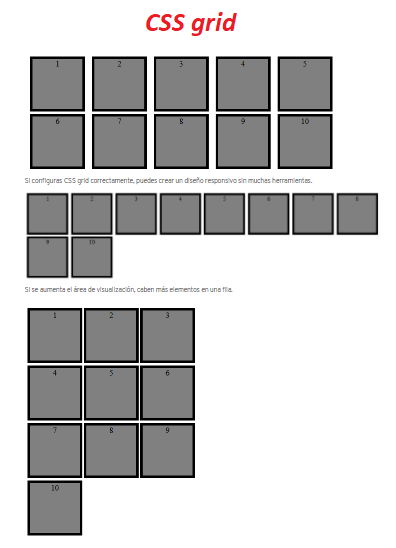 CSS grid
1 2 3 4 5
6 7 8 9 10
Si configuras CSS grid correctamente, puedes crear un diseño responsivo sin muchas herramientas.
1 2 3 4 5 6 7 8
9 10
Si se aumenta el área de visualización, caben más elementos en una fila.
1 2 3
4 5 6
7 8 9
10